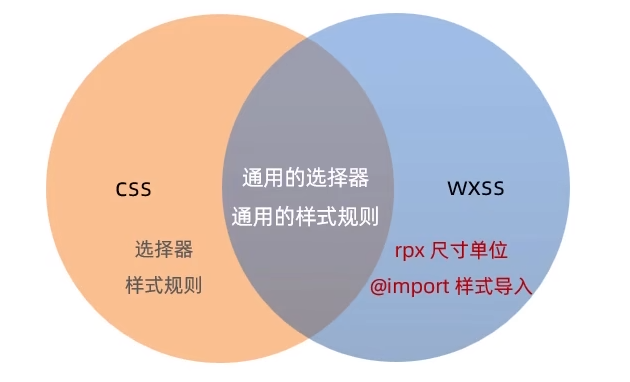 css
选择器
样式规则
通用的选择器
通用的样式规则
wxss
rpx 尺寸单位
@import 样式导入